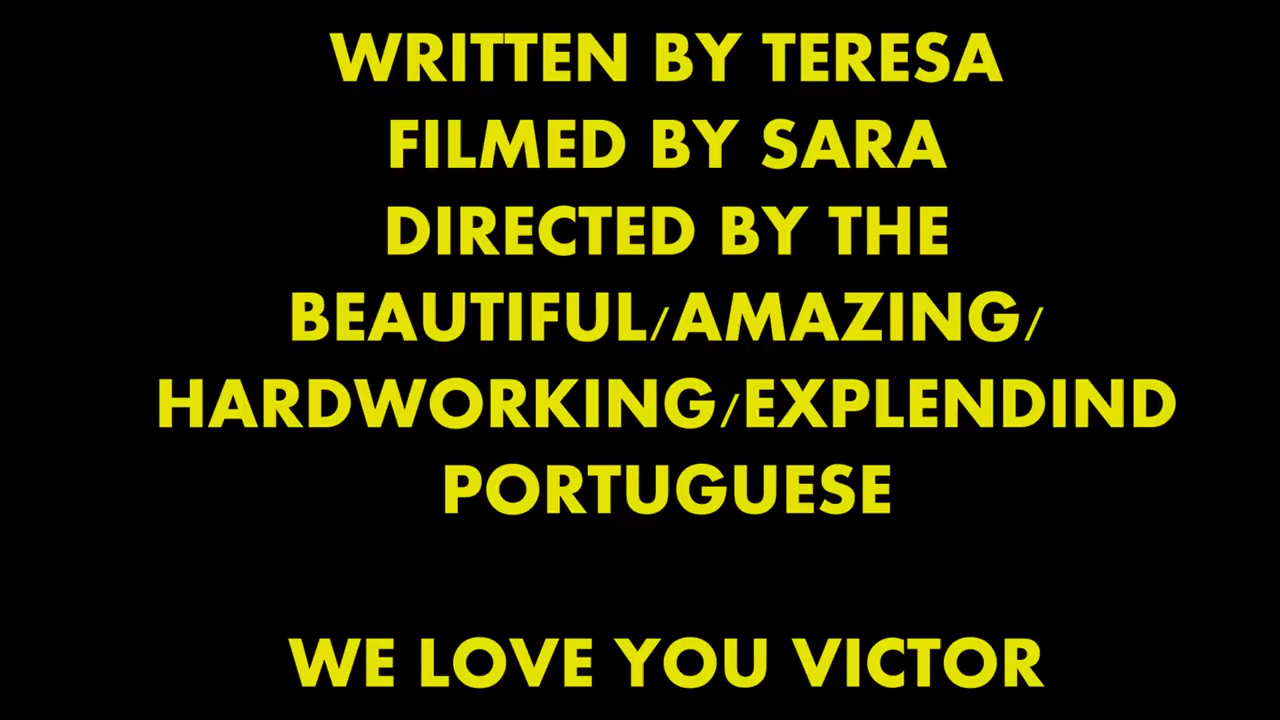 WRITTEN BY TERESA
FILMED BY SARA
DIRECTED BY THE
BEAUTIFUL/AMAZING/
HARDWORKING/EXPLENDIND
PORTUGUESE
WE LOVE YOU VICTOR